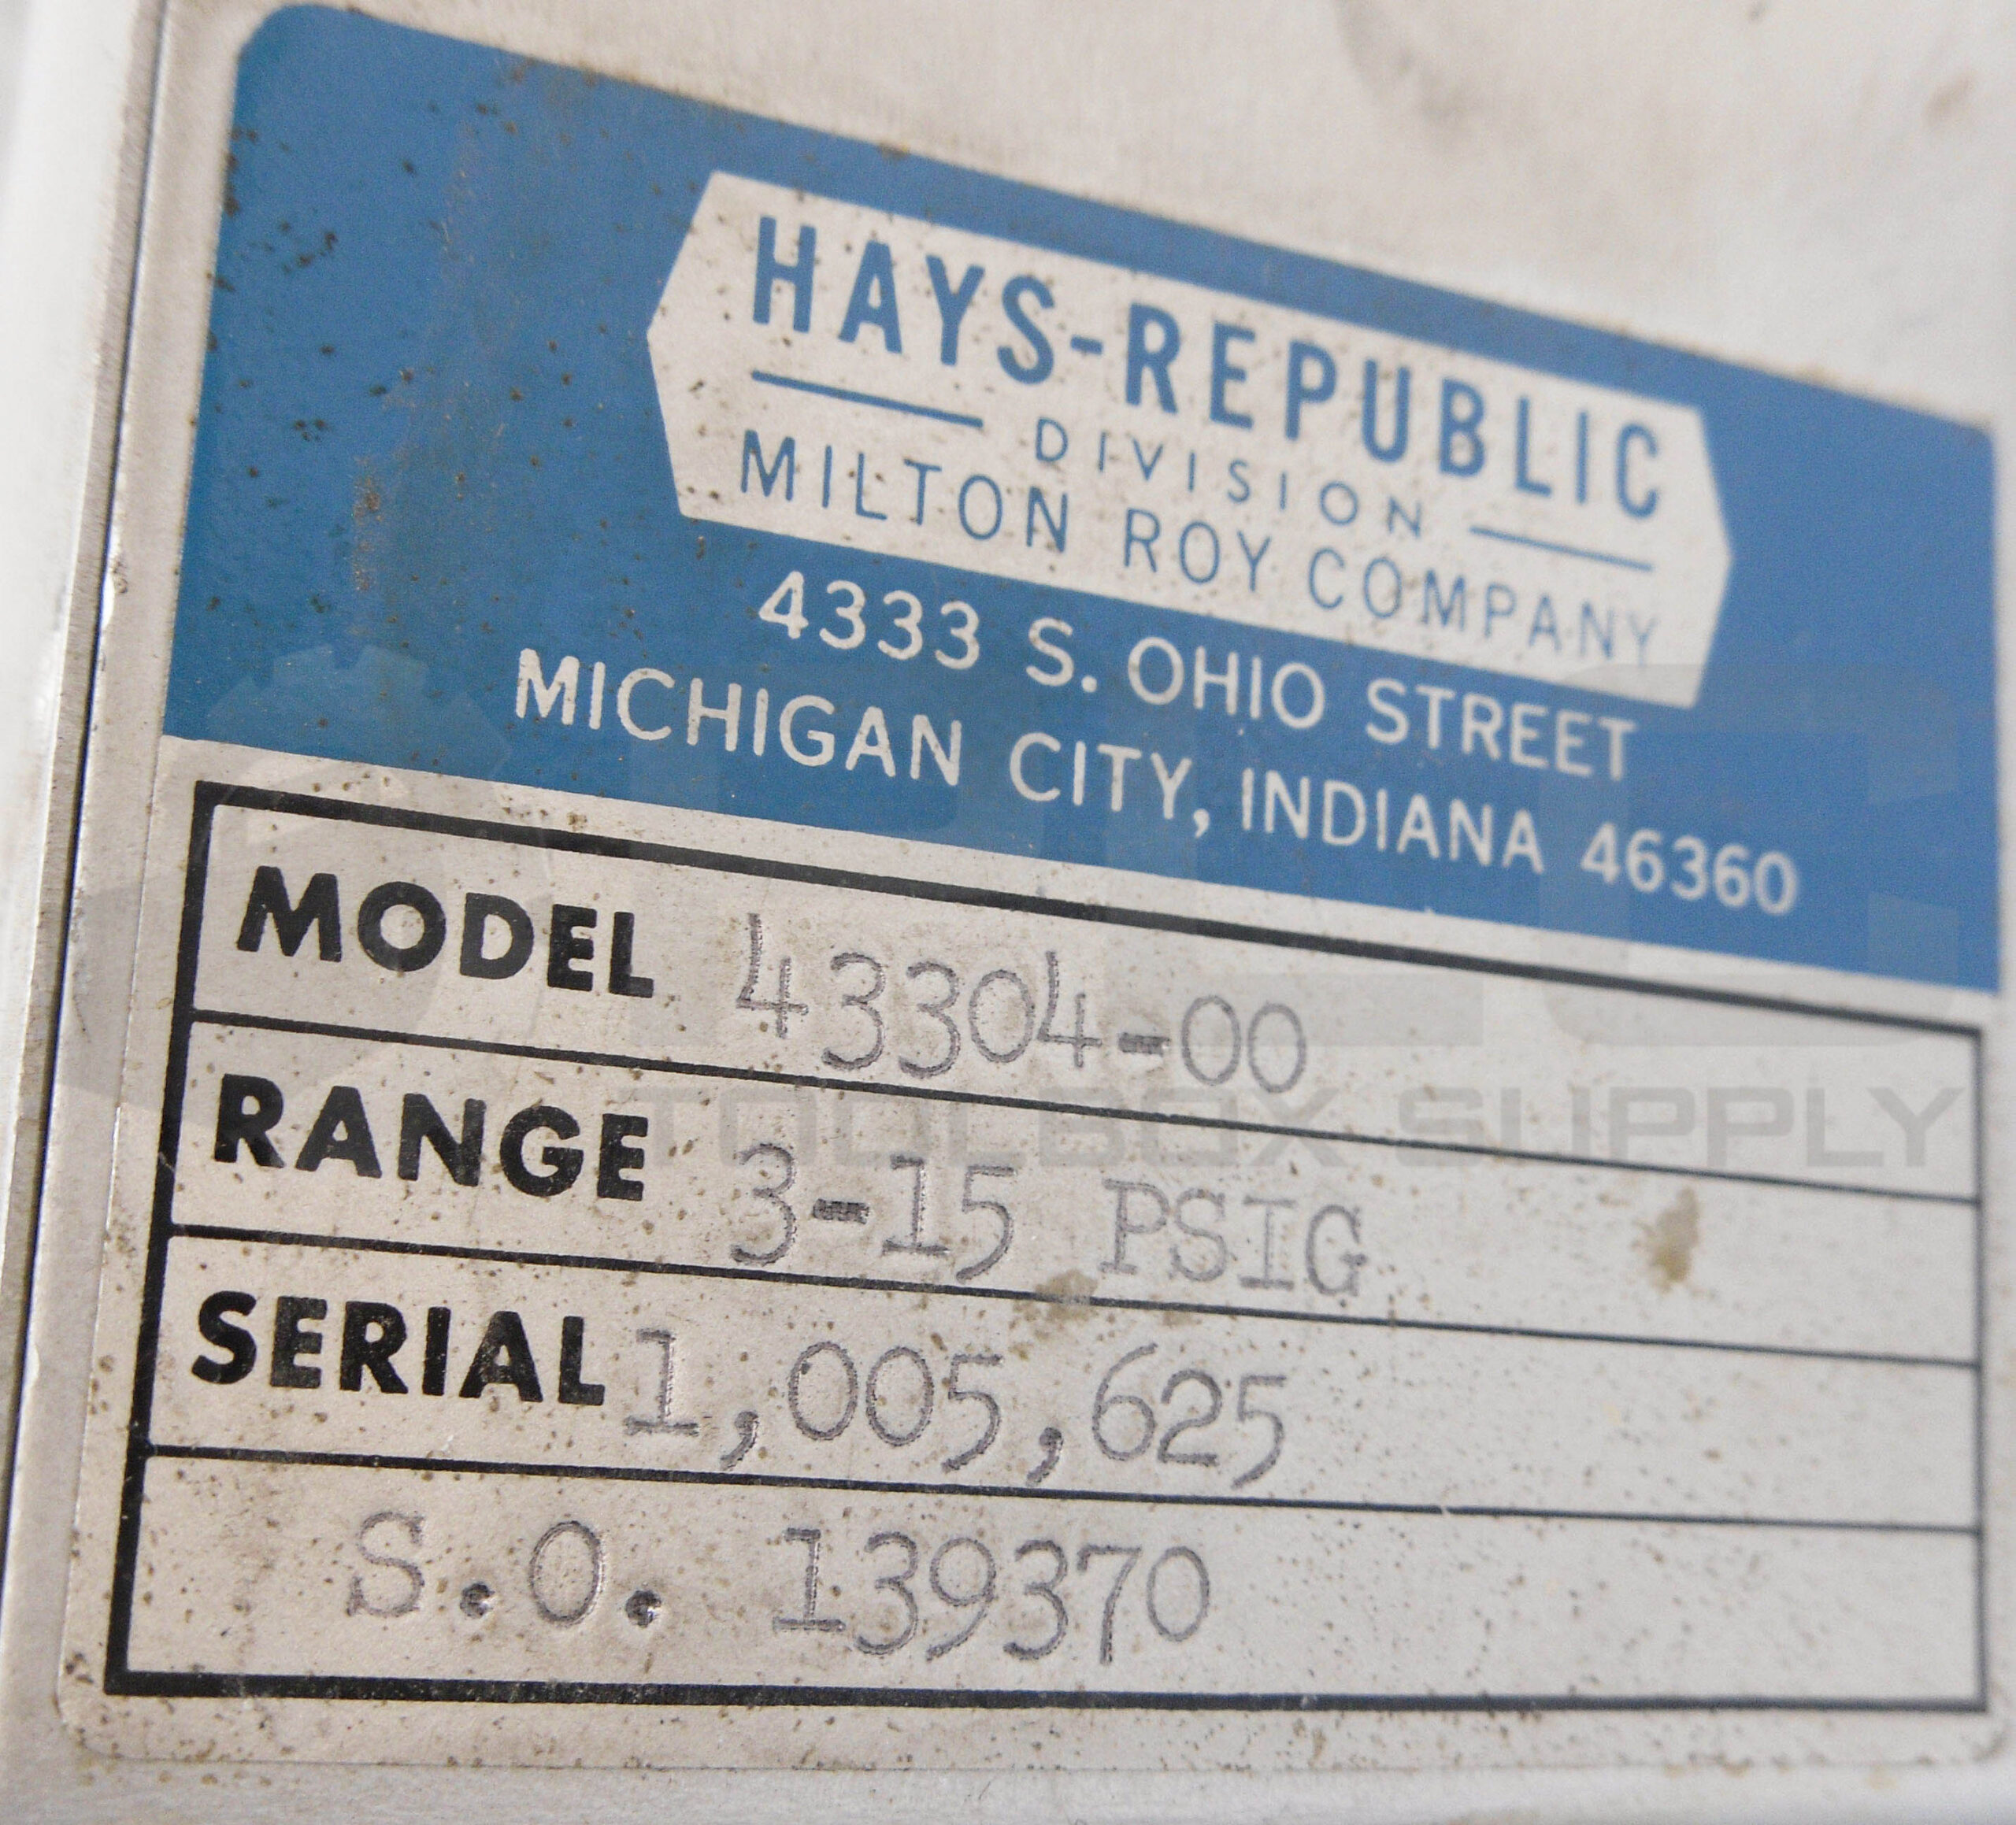 HAYS-REPUBLIC
DIVISION
MILTON ROY COMPANY
4333 S. OHIO STREET
MICHIGAN CITY, INDIANA 46360
MODEL 43304-00
TOOLBOX SUPPLY
RANGE 3-15 PSIG
SERIAL 1,005,625
S.O. 139370